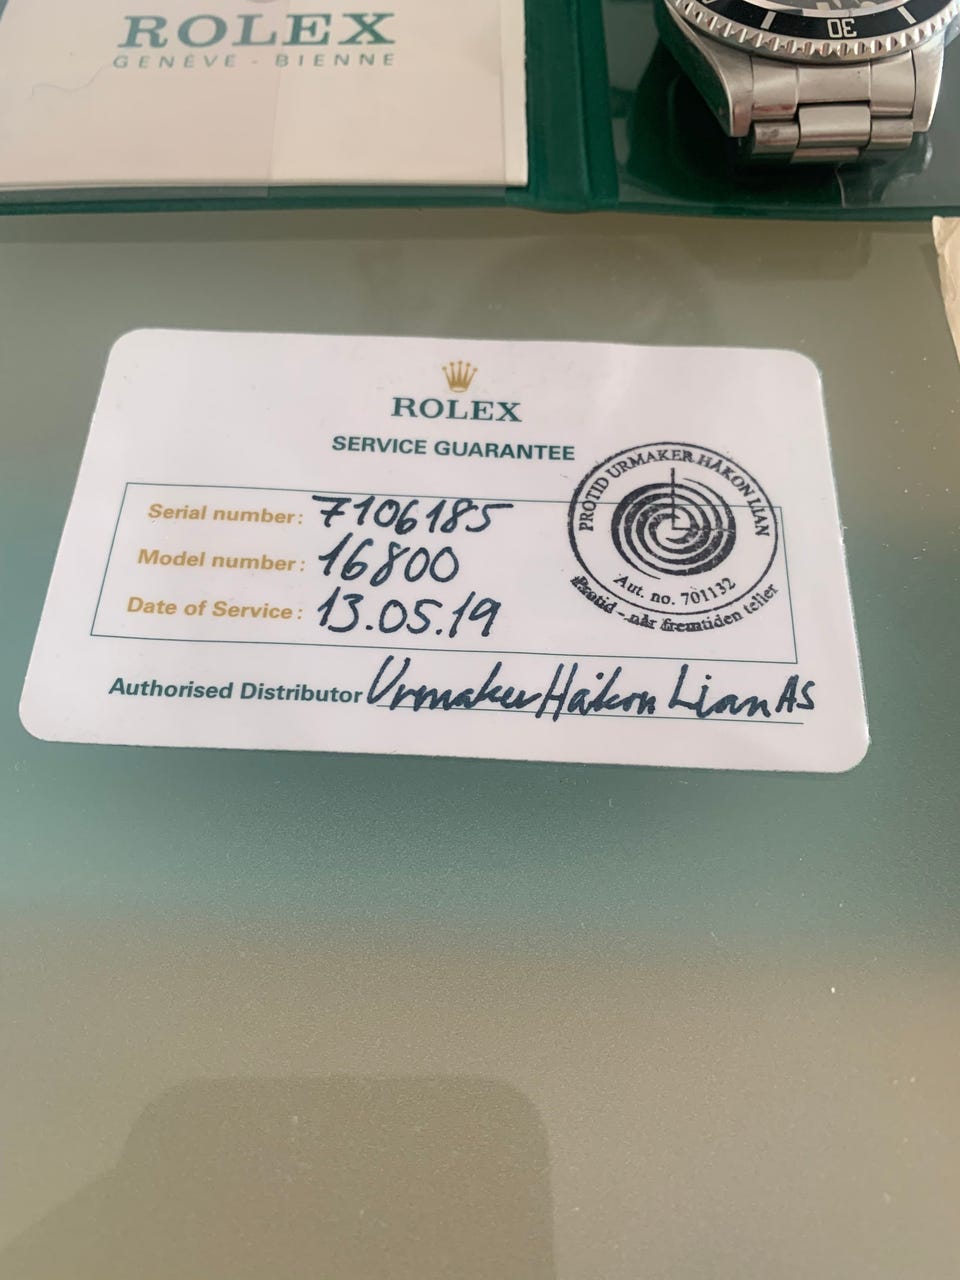 ROLEX
GENÈVE - BIENNE
30
ROLEX
SERVICE GUARANTEE
Serial number: 7106185
Model number: 16800
Date of Service: 13.05.19
PROTID URMAKER HÅKON LIAN
Aut. no. 701132
Protid - når fremtiden teller
Authorised Distributor Urmaker Håkon Lian AS